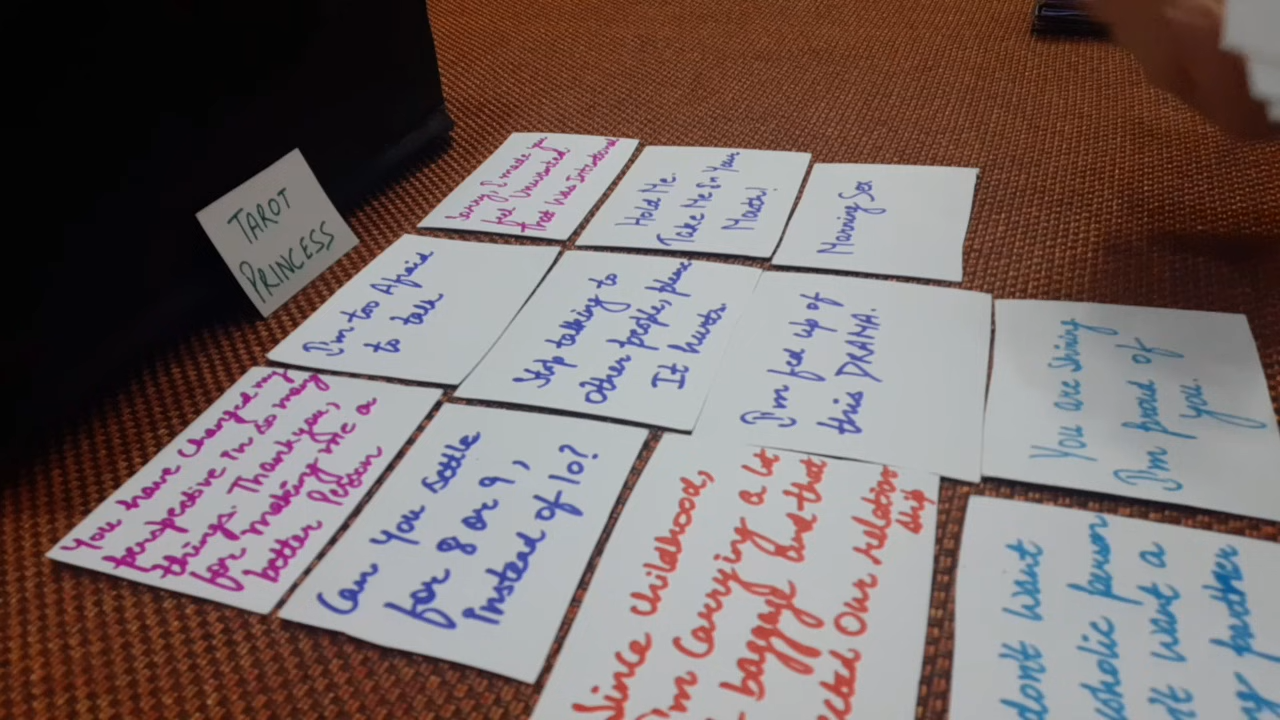 TAROT
PRINCESS
Sorry, I made you
feel Unwanted
That Was Intentional
Hold Me.
Take Me In Your
Mouth!
Morning Sex
I'm too Afraid
to talk
Stop talking to
Other people, please
It hurts.
I'm fed up of
this DRAMA.
You are Shining
I'm proud of
you.
You have changed my
perspective in so many
things. Thank you,
for making me a
better Person
Can You settle
for 8 or 9,
Instead of 10?
Since childhood,
I'm Carrying a lot
baggage And that
Our relation
ship
dont want
person
want a